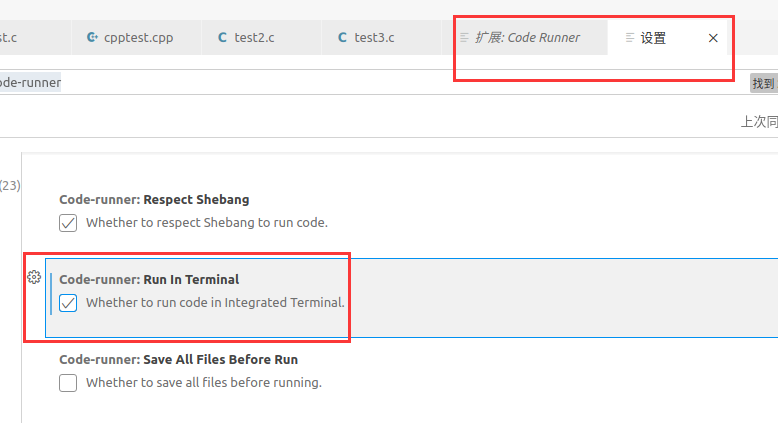 st.c cpptest.cpp test2.c test3.c 扩展: Code Runner 设置
ode-runner 找到
上次同
(23)
Code-runner: Respect Shebang
Whether to respect Shebang to run code.
Code-runner: Run In Terminal
Whether to run code in Integrated Terminal.
Code-runner: Save All Files Before Run
Whether to save all files before running.